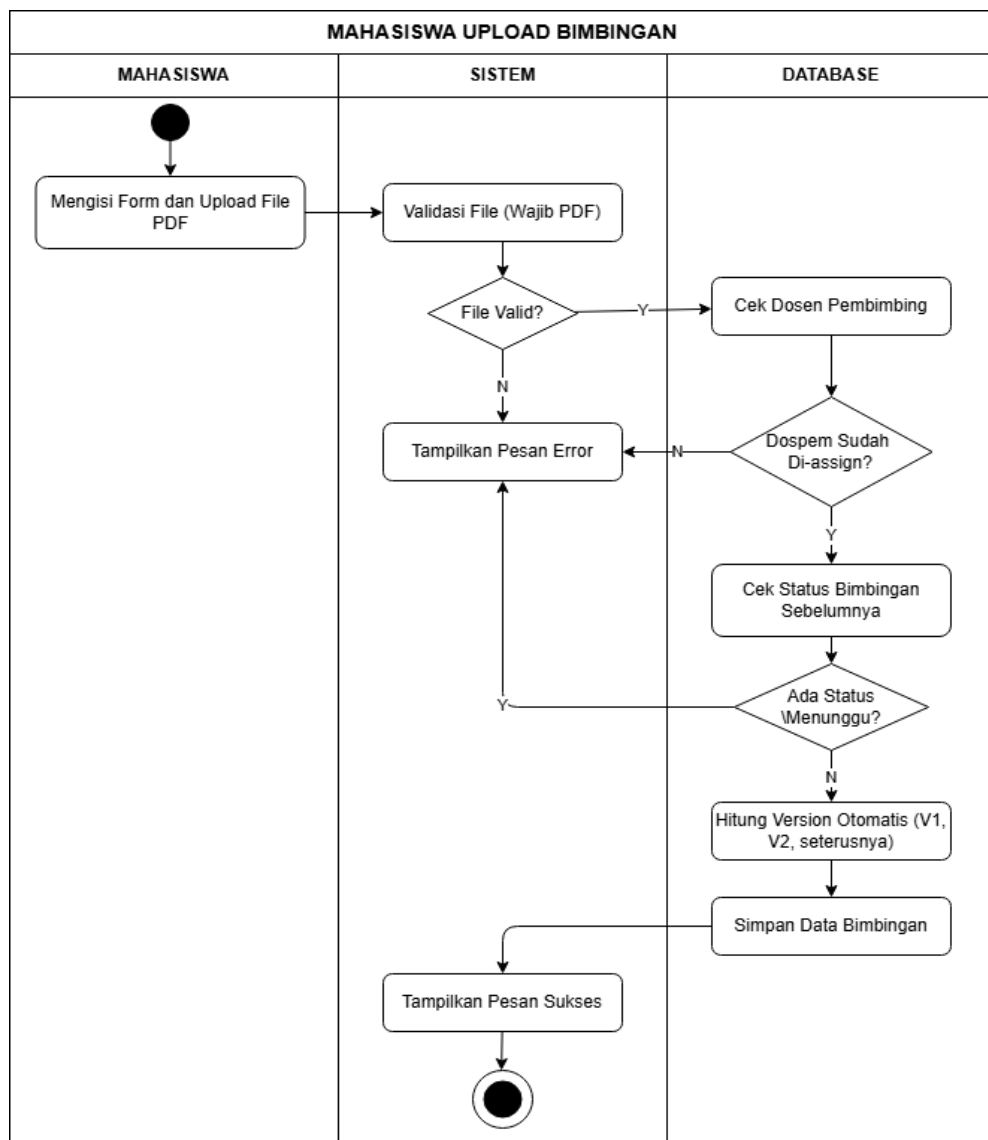 MAHASISWA UPLOAD BIMBINGAN
MAHASISWA
SISTEM
DATABASE
Mengisi Form dan Upload File
PDF
Validasi File (Wajib PDF)
File Valid?
Y
Cek Dosen Pembimbing
N
Tampilkan Pesan Error
N
Dospem Sudah
Di-assign?
Y
Cek Status Bimbingan
Sebelumnya
Y
Ada Status
\Menunggu?
N
Hitung Version Otomatis (V1,
V2, seterusnya)
Simpan Data Bimbingan
Tampilkan Pesan Sukses